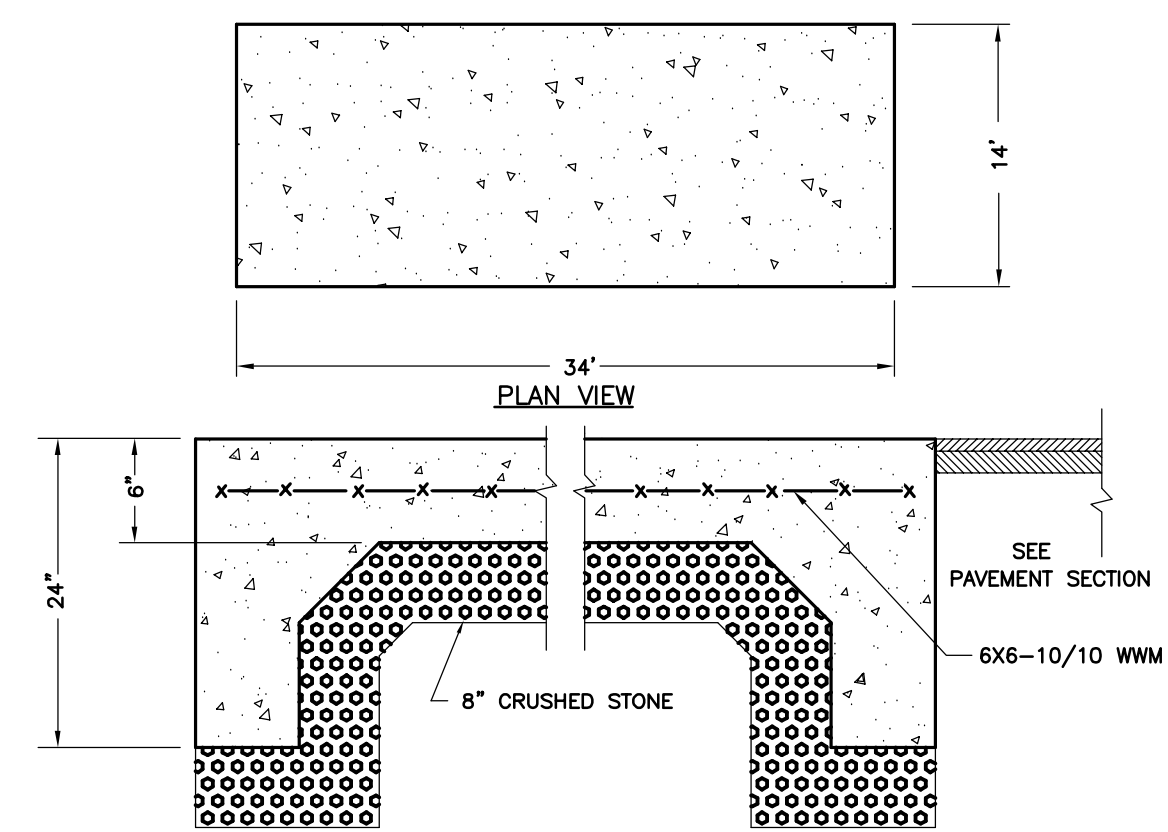 14'
34'
PLAN VIEW
6"
24"
SEE
PAVEMENT SECTION
6X6-10/10 WWM
8" CRUSHED STONE